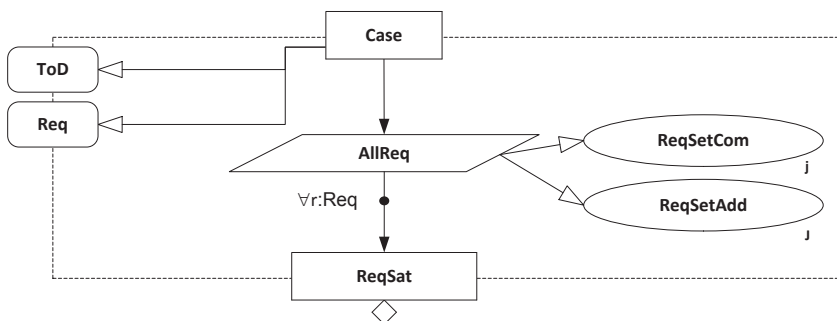 Case
ToD
Req
AllReq
ReqSetCom
j
ReqSetAdd
J
∀r:Req
ReqSat